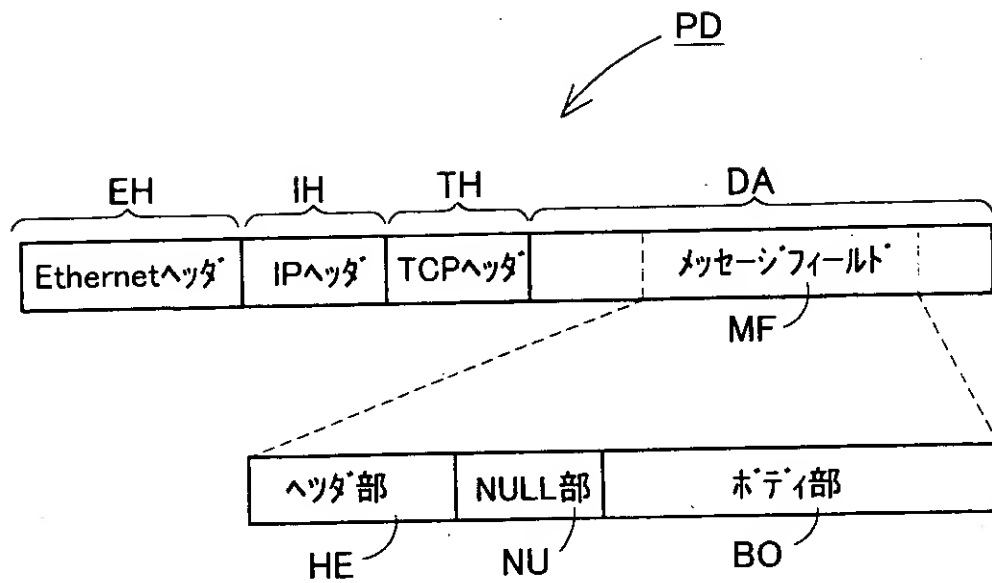 PD
EH IH TH DA
Ethernetヘッダ IPヘッダ TCPヘッダ メッセージフィールド
MF
ヘッダ部 NULL部 ボディ部
HE NU BO